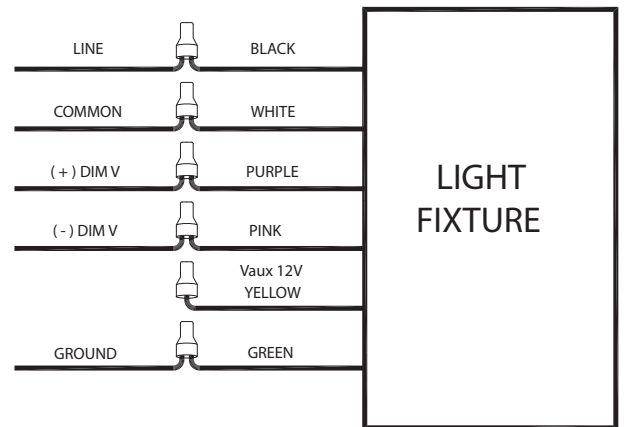 LINE BLACK
COMMON WHITE
( + ) DIM V PURPLE
( - ) DIM V PINK
Vaux 12V
YELLOW
GROUND GREEN
LIGHT
FIXTURE